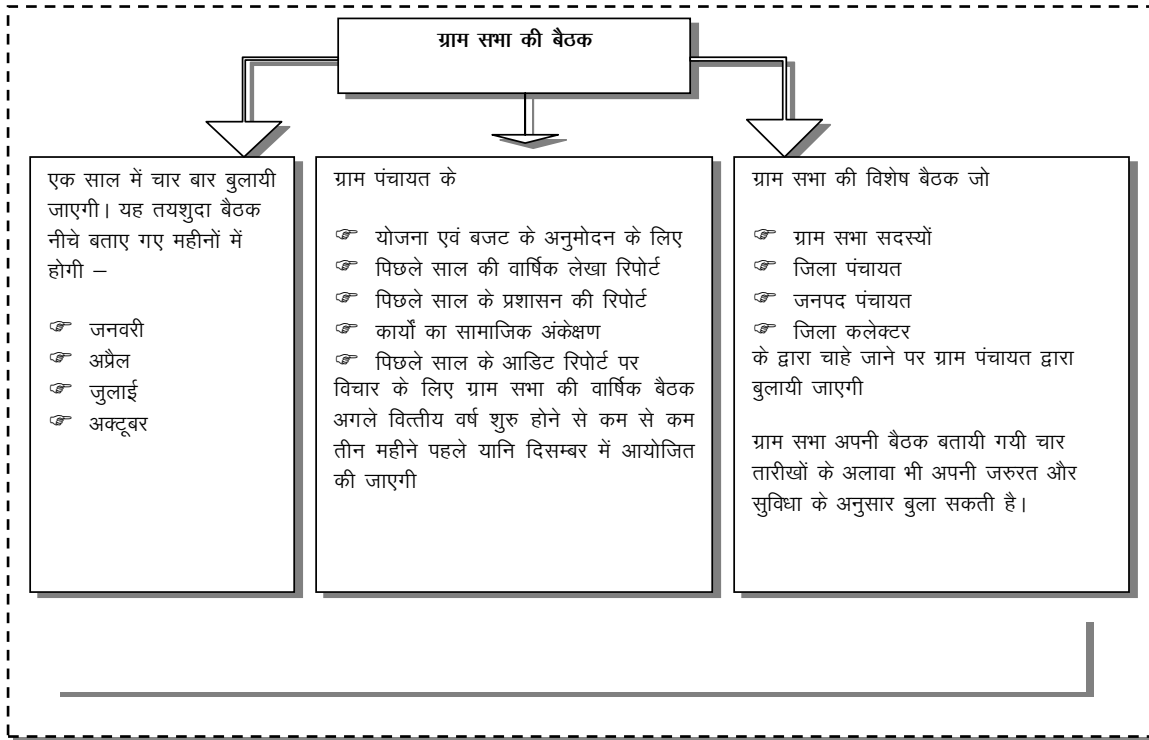 ग्राम सभा की बैठक
एक साल में चार बार बुलायी
जाएगी। यह तयशुदा बैठक
नीचे बताए गए महीनों में
होगी –
☞ जनवरी
☞ अप्रैल
☞ जुलाई
☞ अक्टूबर
ग्राम पंचायत के
☞ योजना एवं बजट के अनुमोदन के लिए
☞ पिछले साल की वार्षिक लेखा रिपोर्ट
☞ पिछले साल के प्रशासन की रिपोर्ट
☞ कार्यों का सामाजिक अंकेक्षण
☞ पिछले साल के आडिट रिपोर्ट पर
विचार के लिए ग्राम सभा की वार्षिक बैठक
अगले वित्तीय वर्ष शुरु होने से कम से कम
तीन महीने पहले यानि दिसम्बर में आयोजित
की जाएगी
ग्राम सभा की विशेष बैठक जो
☞ ग्राम सभा सदस्यों
☞ जिला पंचायत
☞ जनपद पंचायत
☞ जिला कलेक्टर
के द्वारा चाहे जाने पर ग्राम पंचायत द्वारा
बुलायी जाएगी
ग्राम सभा अपनी बैठक बतायी गयी चार
तारीखों के अलावा भी अपनी जरुरत और
सुविधा के अनुसार बुला सकती है।